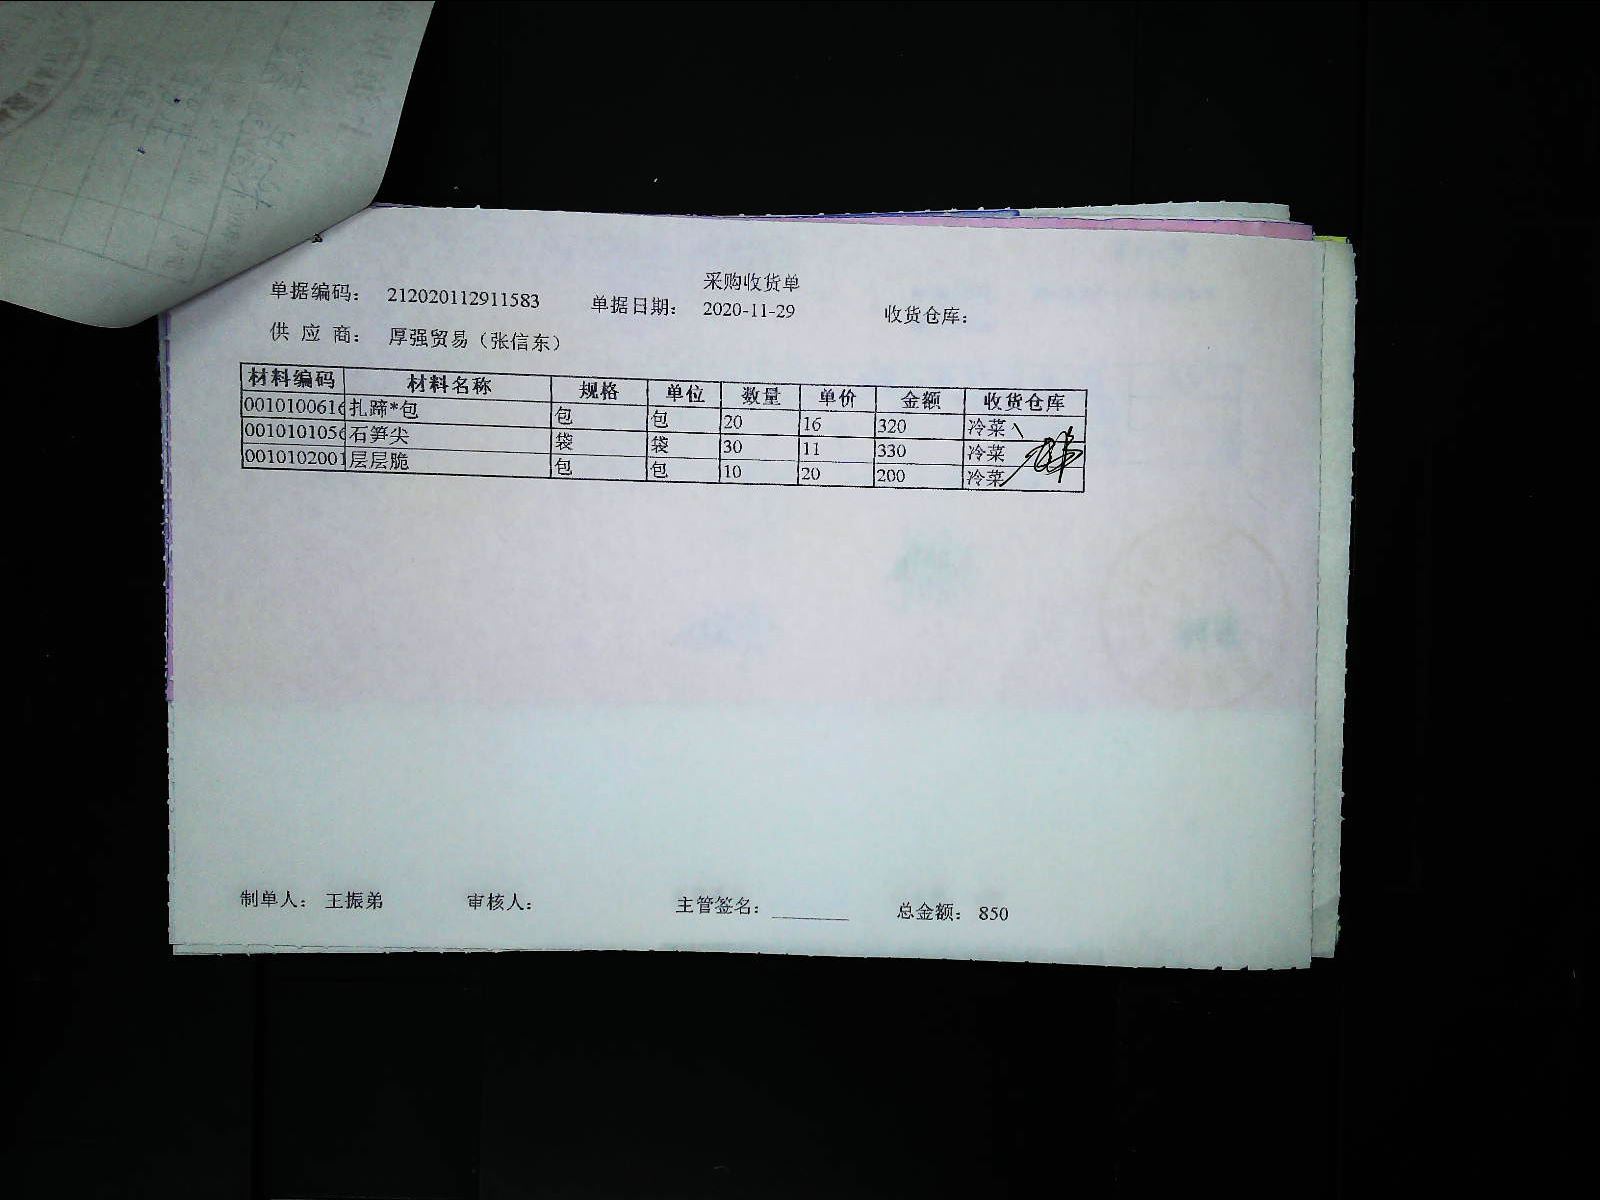 采购收货单
单据编码： 212020112911583 单据日期： 2020-11-29 收货仓库：
供 应 商： 厚强贸易（张信东）
材料编码 材料名称 规格 单位 数量 单价 金额 收货仓库
001010061 扎蹄*包 包 包 20 16 320 冷菜
001010105 石笋尖 袋 袋 30 11 330 冷菜
001010200 层层脆 包 包 10 20 200 冷菜
制单人： 王振弟 审核人： 主管签名： 总金额： 850